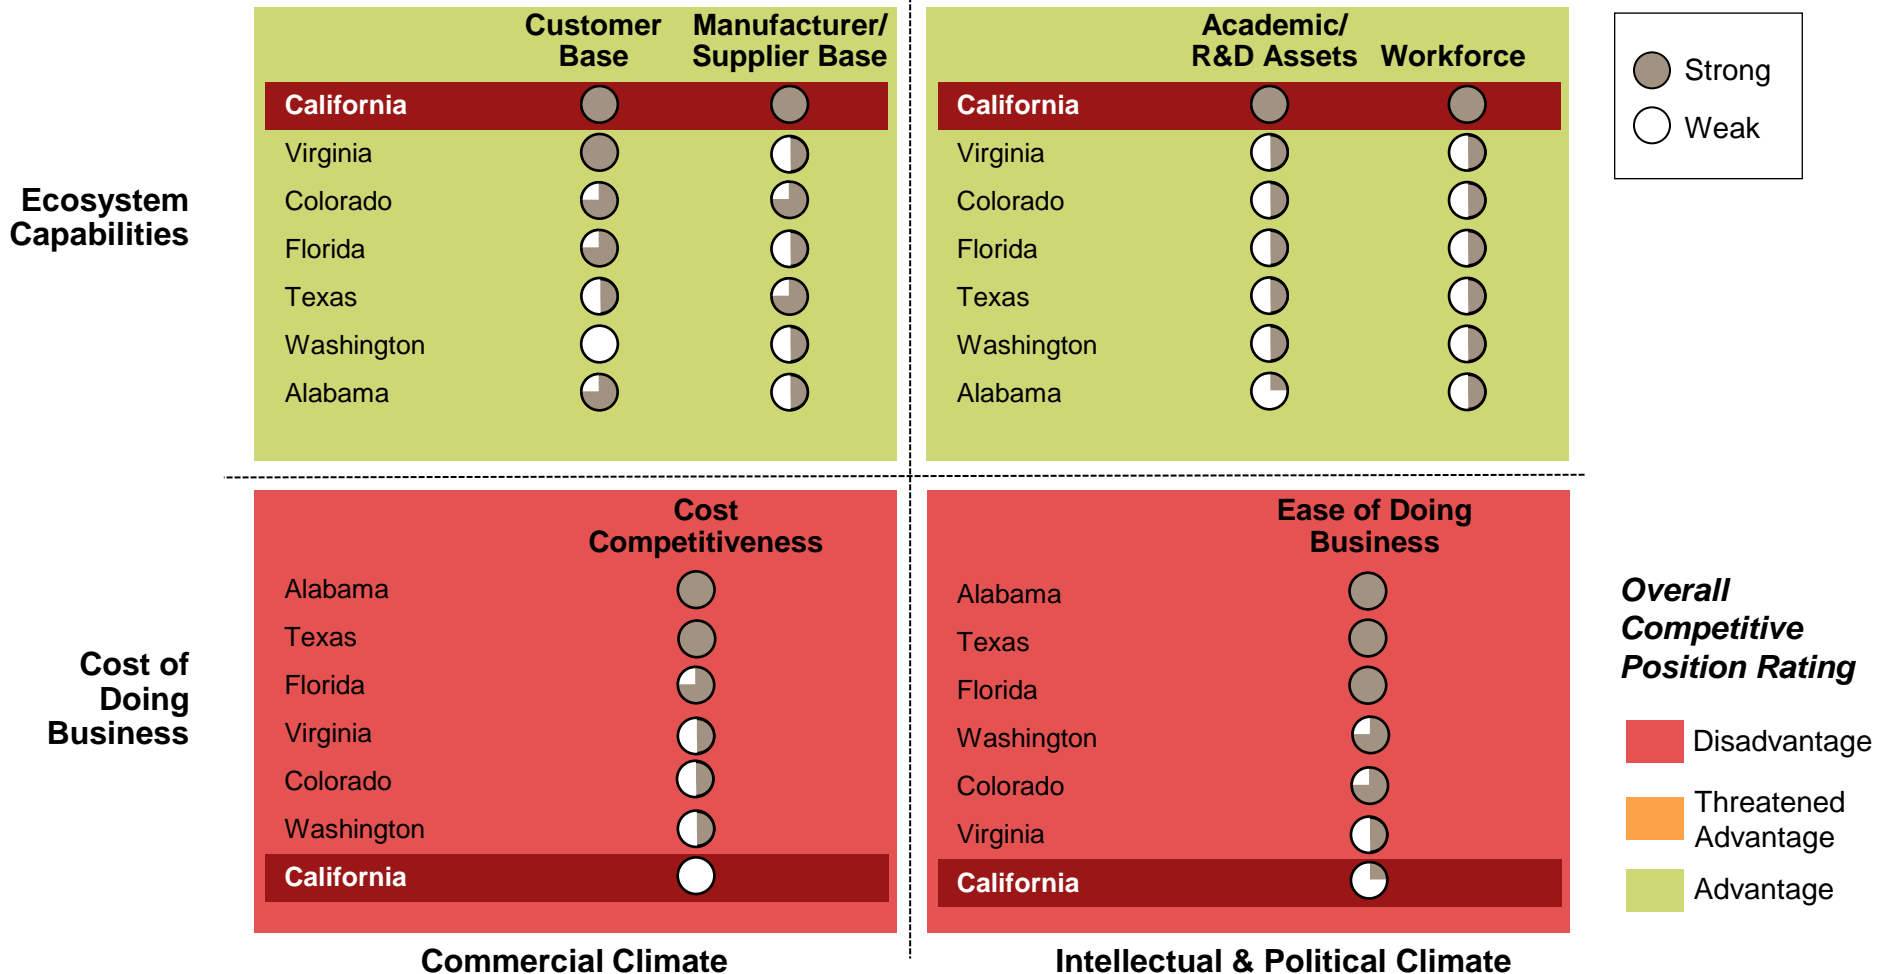 Customer
Base
Manufacturer/
Supplier Base
California
Virginia
Colorado
Florida
Texas
Washington
Alabama
Academic/
R&D Assets
Workforce
California
Virginia
Colorado
Florida
Texas
Washington
Alabama
Strong
Weak
Ecosystem
Capabilities
Cost
Competitiveness
Alabama
Texas
Florida
Virginia
Colorado
Washington
California
Ease of Doing
Business
Alabama
Texas
Florida
Washington
Colorado
Virginia
California
Cost of
Doing
Business
Overall
Competitive
Position Rating
Disadvantage
Threatened
Advantage
Advantage
Commercial Climate
Intellectual & Political Climate